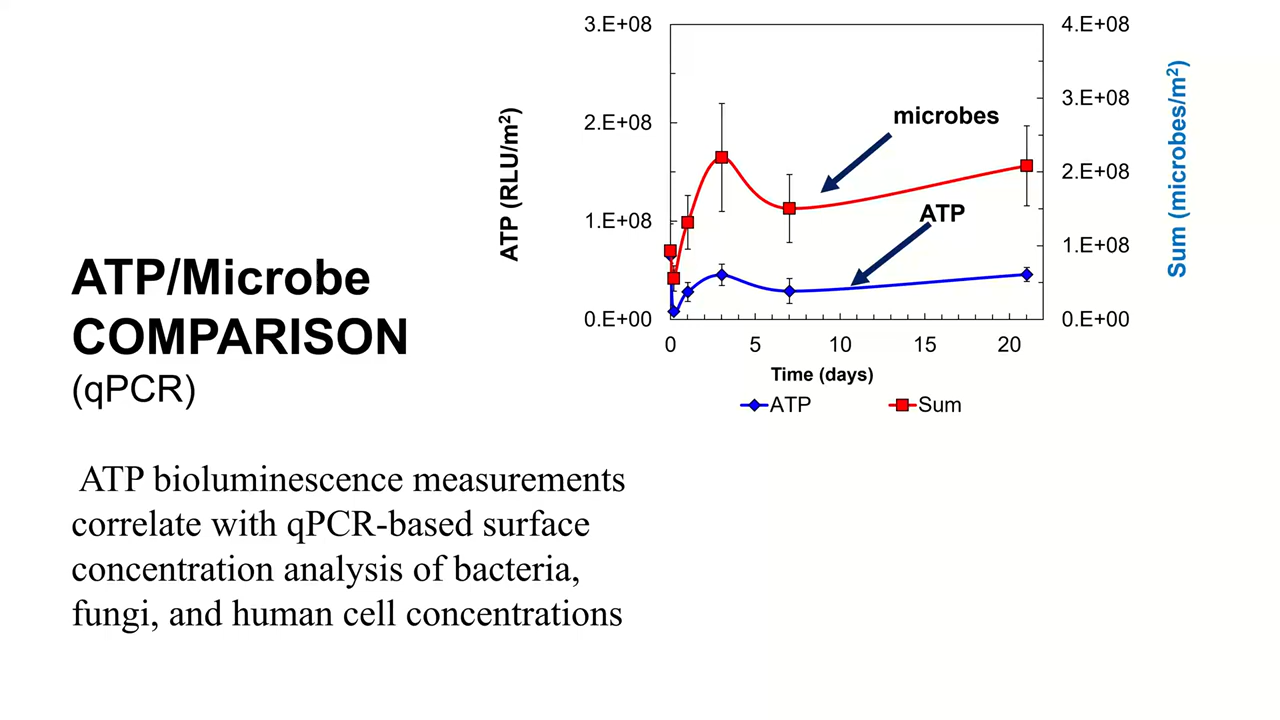 ATP/Microbe
COMPARISON
(qPCR)
ATP bioluminescence measurements
correlate with qPCR-based surface
concentration analysis of bacteria,
fungi, and human cell concentrations
3.E+08
2.E+08
1.E+08
0.E+00
ATP (RLU/m²)
4.E+08
3.E+08
2.E+08
1.E+08
0.E+00
Sum (microbes/m²)
microbes
ATP
0 5 10 15 20
Time (days)
ATP Sum